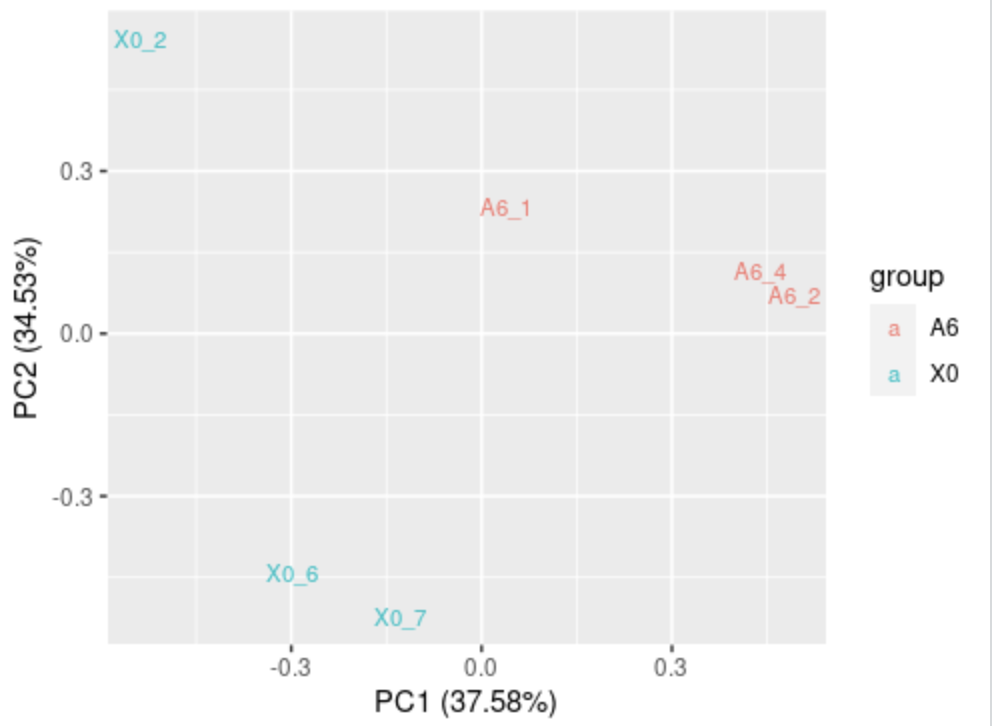 X0_2
0.3
A6_1
A6_4
A6_2
0.0
-0.3
X0_6
X0_7
-0.3
0.0
0.3
PC1 (37.58%)
PC2 (34.53%)
group
a A6
a X0